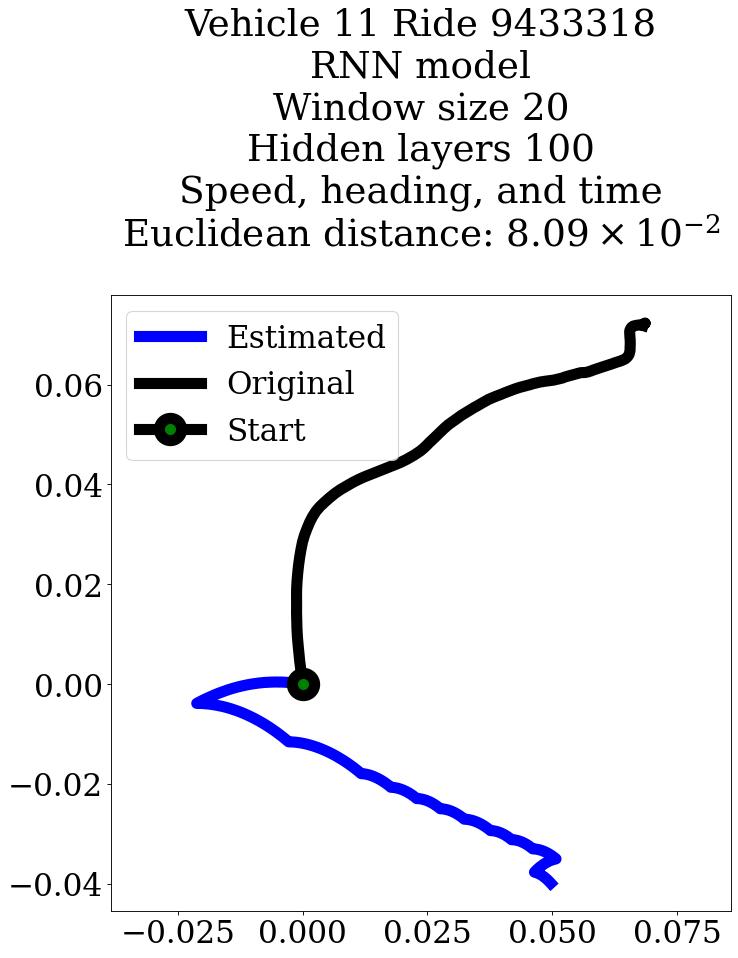 Vehicle 11 Ride 9433318
RNN model
Window size 20
Hidden layers 100
Speed, heading, and time
Euclidean distance: 8.09 × 10⁻²
Estimated
Original
Start
0.06
0.04
0.02
0.00
−0.02
−0.04
−0.025 0.000 0.025 0.050 0.075